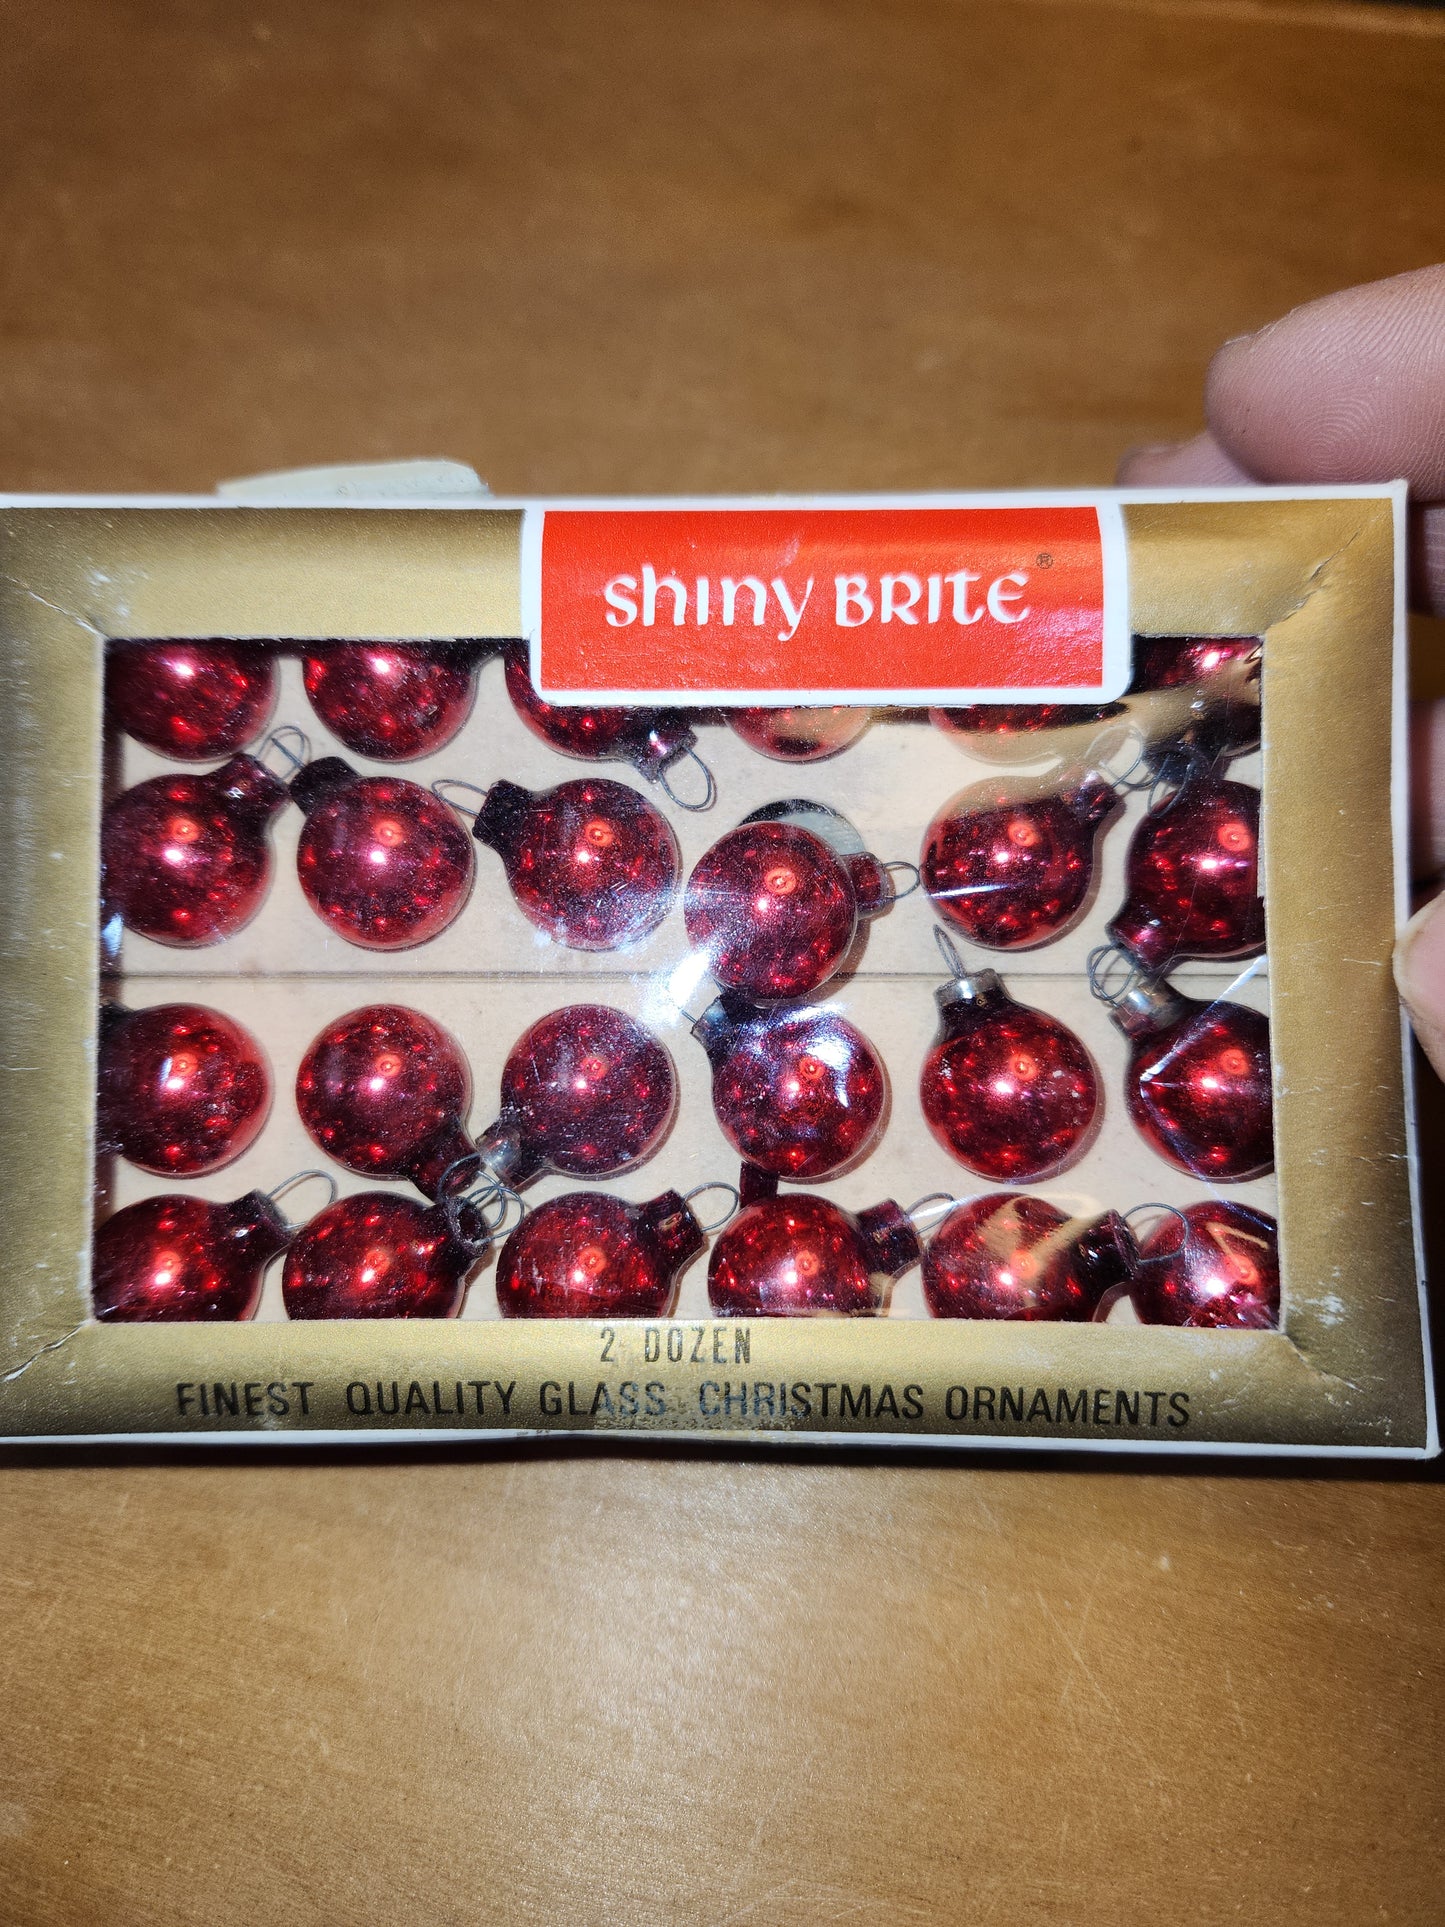 shiny BRITE ®
2 DOZEN
FINEST QUALITY GLASS CHRISTMAS ORNAMENTS